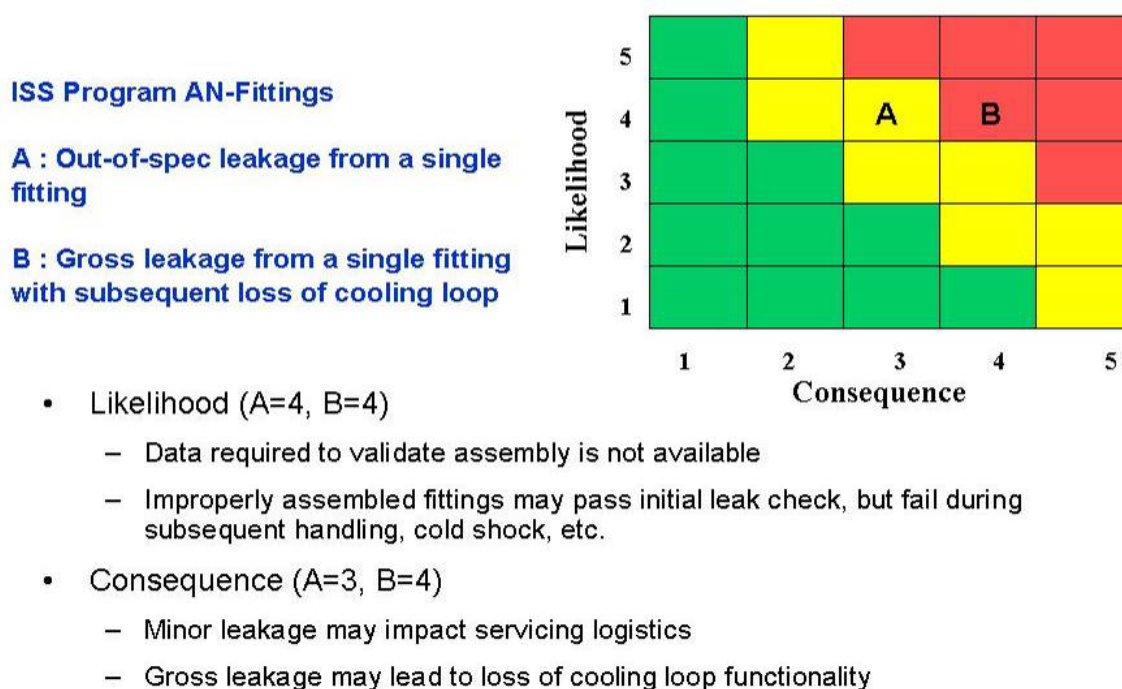 ISS Program AN-Fittings
A : Out-of-spec leakage from a single
fitting
B : Gross leakage from a single fitting
with subsequent loss of cooling loop
Likelihood
5
4
3
2
1
A
B
1 2 3 4 5
Consequence
• Likelihood (A=4, B=4)
– Data required to validate assembly is not available
– Improperly assembled fittings may pass initial leak check, but fail during
subsequent handling, cold shock, etc.
• Consequence (A=3, B=4)
– Minor leakage may impact servicing logistics
– Gross leakage may lead to loss of cooling loop functionality